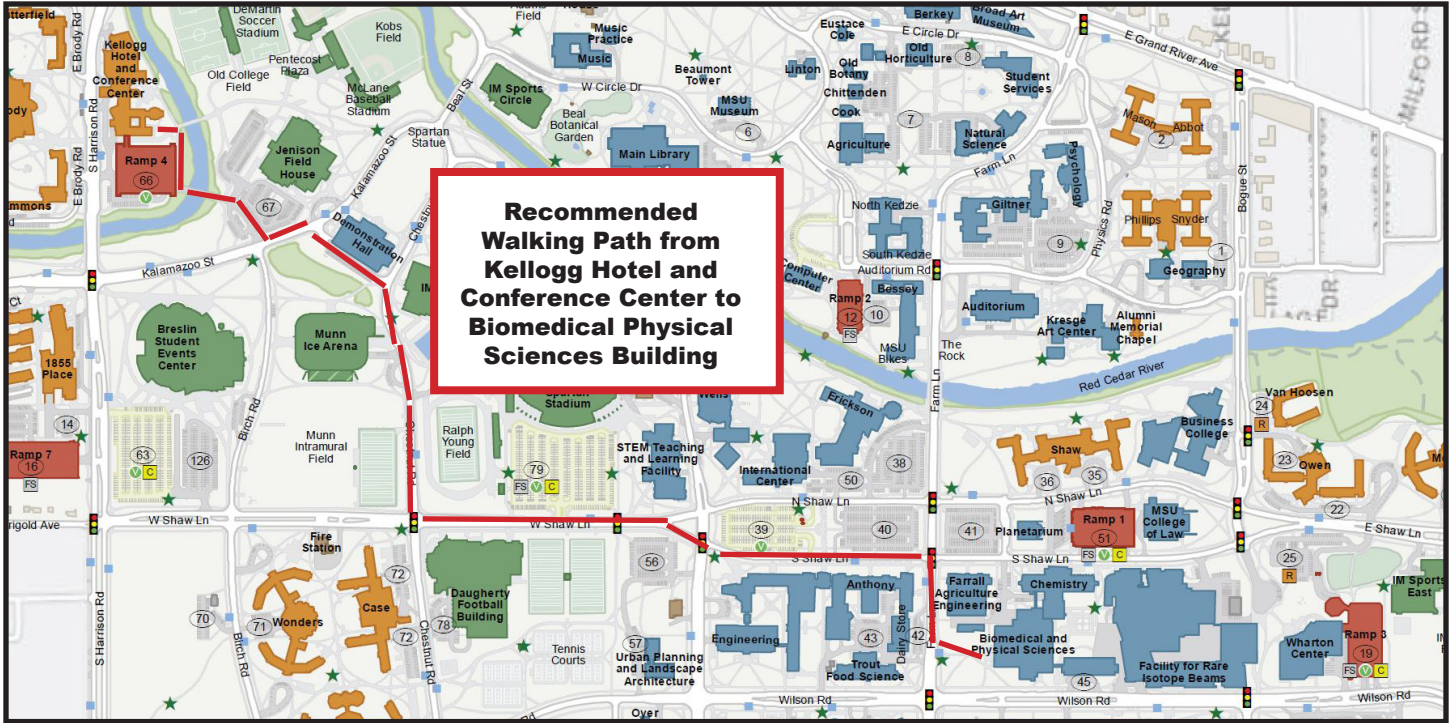 Recommended
Walking Path from
Kellogg Hotel and
Conference Center to
Biomedical Physical
Sciences Building
E Brody Rd
Kellogg
Hotel
and
Conference
Center
S Harrison Rd
DeMartin
Soccer
Stadium
Kobs
Field
Old College
Field
Pentecost
Plaza
McLane
Baseball
Stadium
Beal St
Field
Music
Practice
Music
IM Sports
Circle
W Circle Dr
Beal
Botanical
Garden
Beaumont
Tower
MSU
Museum
6
Main Library
Eustace
Cole
Berkey
Broad Art
Museum
E Circle Dr
Linton
Old
Botany
Old
Horticulture
8
Chittenden
Cook
Student
Services
7
Agriculture
Natural
Science
Farm Ln
Psychology
E Grand River Ave
MILFORD S
Mason
Abbot
2
Bogue St
Phillips
Snyder
1
Geography
Physics Rd
9
Giltner
North Kedzie
South Kedzie
Auditorium Rd
Computer
Center
Bessey
Ramp 2
12
FS
10
MSU
Bikes
The
Rock
Farm Ln
Auditorium
Kresge
Art Center
Alumni
Memorial
Chapel
Red Cedar River
E Brody Rd
Ramp 4
66
V
Jenison
Field
House
Spartan
Statue
Kalamazoo St
67
Demonstration
Hall
Kalamazoo St
IM
Ct
1855
Place
Breslin
Student
Events
Center
Munn
Ice Arena
Birch Rd
Munn
Intramural
Field
Ralph
Young
Field
Spartan
Stadium
14
Ramp 7
16
FS
63
V
C
126
79
FS
V
C
STEM Teaching
and Learning
Facility
Wells
International
Center
Erickson
50
38
N Shaw Ln
39
V
40
41
Planetarium
Shaw
36
35
N Shaw Ln
Ramp 1
51
FS
V
C
MSU
College
of Law
Business
College
Van Hoosen
24
R
23
Owen
22
E Shaw Ln
W Shaw Ln
W Shaw Ln
S Shaw Ln
S Shaw Ln
25
R
IM Sports
East
Fire
Station
70
71
Wonders
Case
72
72
Birch Rd
Chestnut Rd
78
Daugherty
Football
Building
Tennis
Courts
56
57
Urban Planning
and Landscape
Architecture
Engineering
Anthony
43
Dairy Store
42
Trout
Food Science
Farrall
Agriculture
Engineering
Chemistry
Biomedical and
Physical Sciences
45
Facility for Rare
Isotope Beams
Wharton
Center
Ramp 3
19
FS
V
C
S Harrison Rd
Wilson Rd
Wilson Rd
Wilson Rd